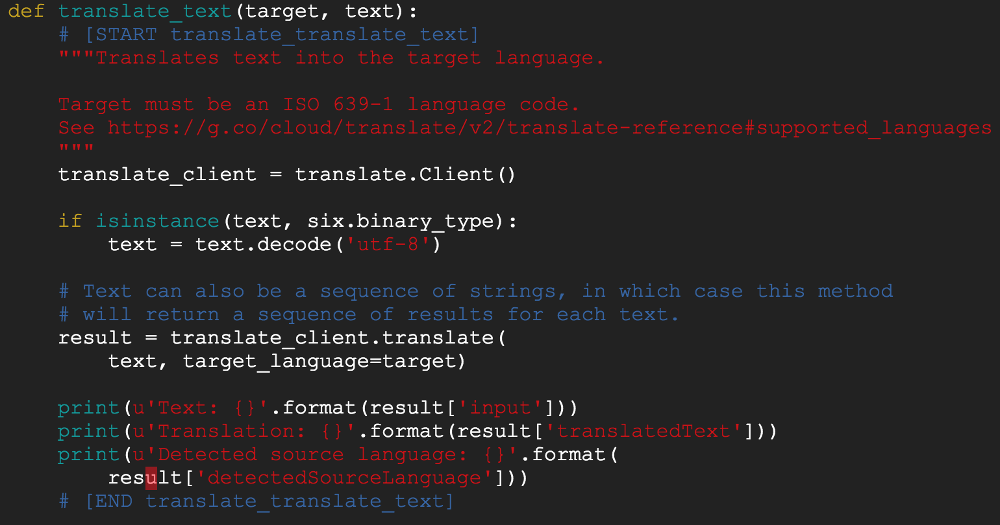 def translate_text(target, text):
    # [START translate_translate_text]
    """Translates text into the target language.

    Target must be an ISO 639-1 language code.
    See https://g.co/cloud/translate/v2/translate-reference#supported_languages
    """
    translate_client = translate.Client()

    if isinstance(text, six.binary_type):
        text = text.decode('utf-8')

    # Text can also be a sequence of strings, in which case this method
    # will return a sequence of results for each text.
    result = translate_client.translate(
        text, target_language=target)

    print(u'Text: {}'.format(result['input']))
    print(u'Translation: {}'.format(result['translatedText']))
    print(u'Detected source language: {}'.format(
        result['detectedSourceLanguage']))
    # [END translate_translate_text]